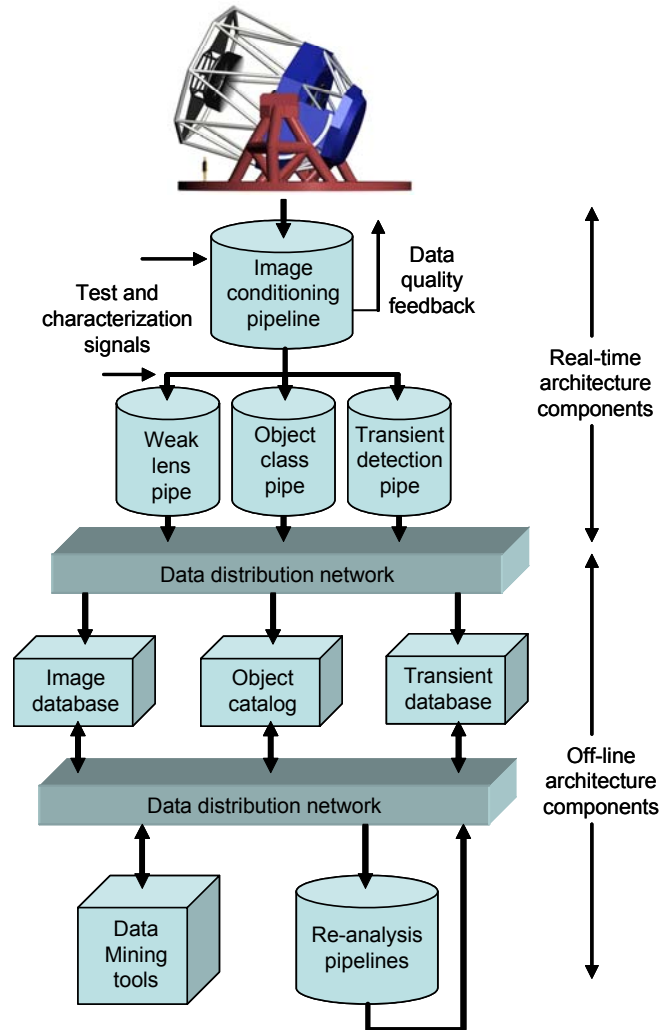 Image
conditioning
pipeline
Data
quality
feedback
Test and
characterization
signals
Real-time
architecture
components
Weak
lens
pipe
Object
class
pipe
Transient
detection
pipe
Data distribution network
Image
database
Object
catalog
Transient
database
Off-line
architecture
components
Data distribution network
Data
Mining
tools
Re-analysis
pipelines